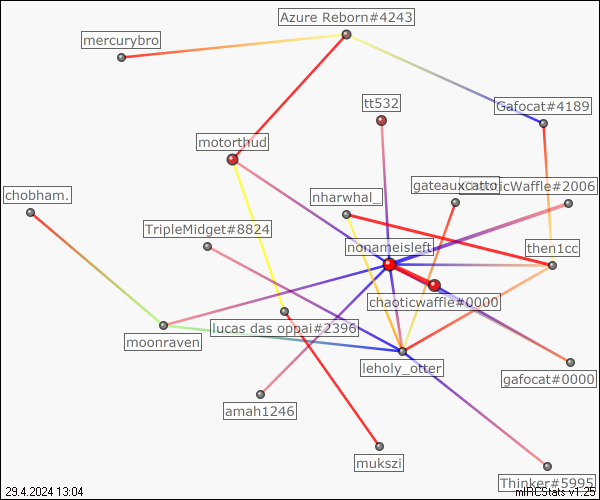 Azure Reborn#4243
mercurybro
tt532
Gafocat#4189
motorthud
gateauxcatto
chaoticWaffle#2006
chobham.
nharwhal_
TripleMidget#8824
nonameisleft
then1cc
chaoticwaffle#0000
lucas das oppai#2396
moonraven
leholy_otter
gafocat#0000
amah1246
mukszi
Thinker#5995
29.4.2024 13:04
mIRCStats v1.25